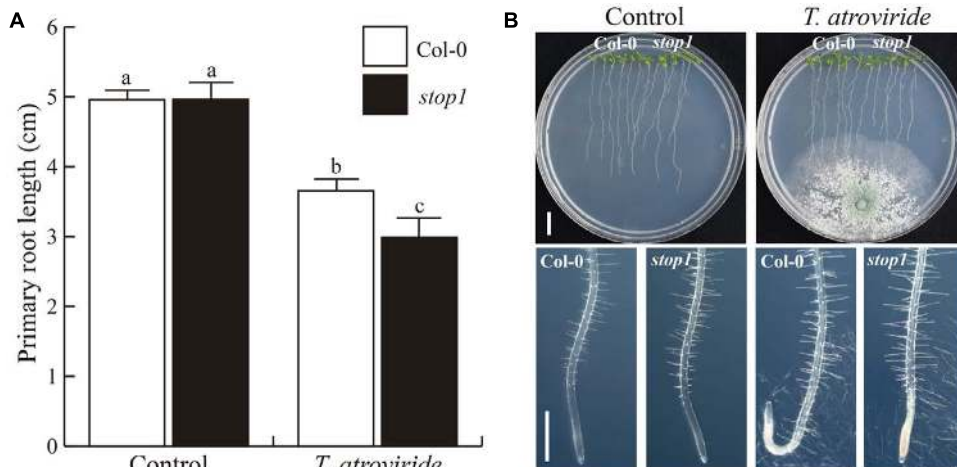 A
Primary root length (cm)
6
5
4
3
2
1
0
a
a
b
c
Col-0
stop1
Control
T. atroviride
B
Control
T. atroviride
Col-0 stop1
Col-0 stop1
Col-0
stop1
Col-0
stop1